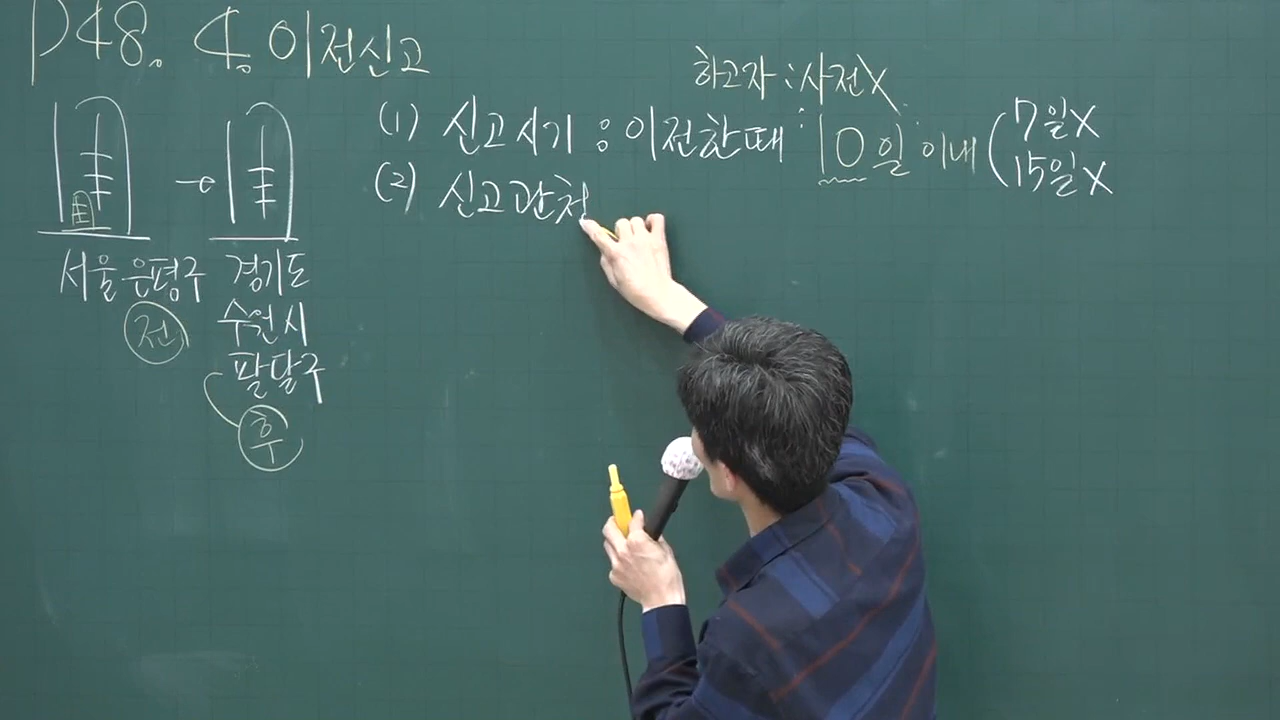 P48. 4. 이전신고
하고자 : 사전X
(1) 신고시기 : 이전한때 : 10일 이내 ( 7일X
15일X
(2) 신고관청
서울 은평구
전
경기도
수원시
팔달구
후